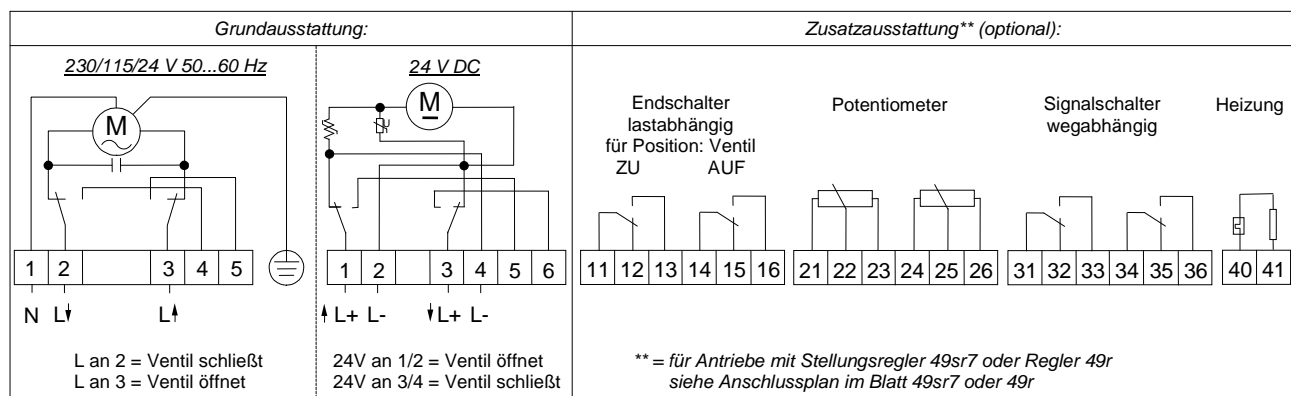 Grundausstattung:
Zusatzausstattung** (optional):
230/115/24 V 50...60 Hz
24 V DC
M
M
Endschalter
lastabhängig
für Position: Ventil
ZU AUF
Potentiometer
Signalschalter
wegabhängig
Heizung
1 2 3 4 5
1 2 3 4 5 6
11 12 13 14 15 16
21 22 23 24 25 26
31 32 33 34 35 36
40 41
N L↓ L↑
↑ L+ L- ↓ L+ L-
L an 2 = Ventil schließt
L an 3 = Ventil öffnet
24V an 1/2 = Ventil öffnet
24V an 3/4 = Ventil schließt
** = für Antriebe mit Stellungsregler 49sr7 oder Regler 49r
siehe Anschlussplan im Blatt 49sr7 oder 49r